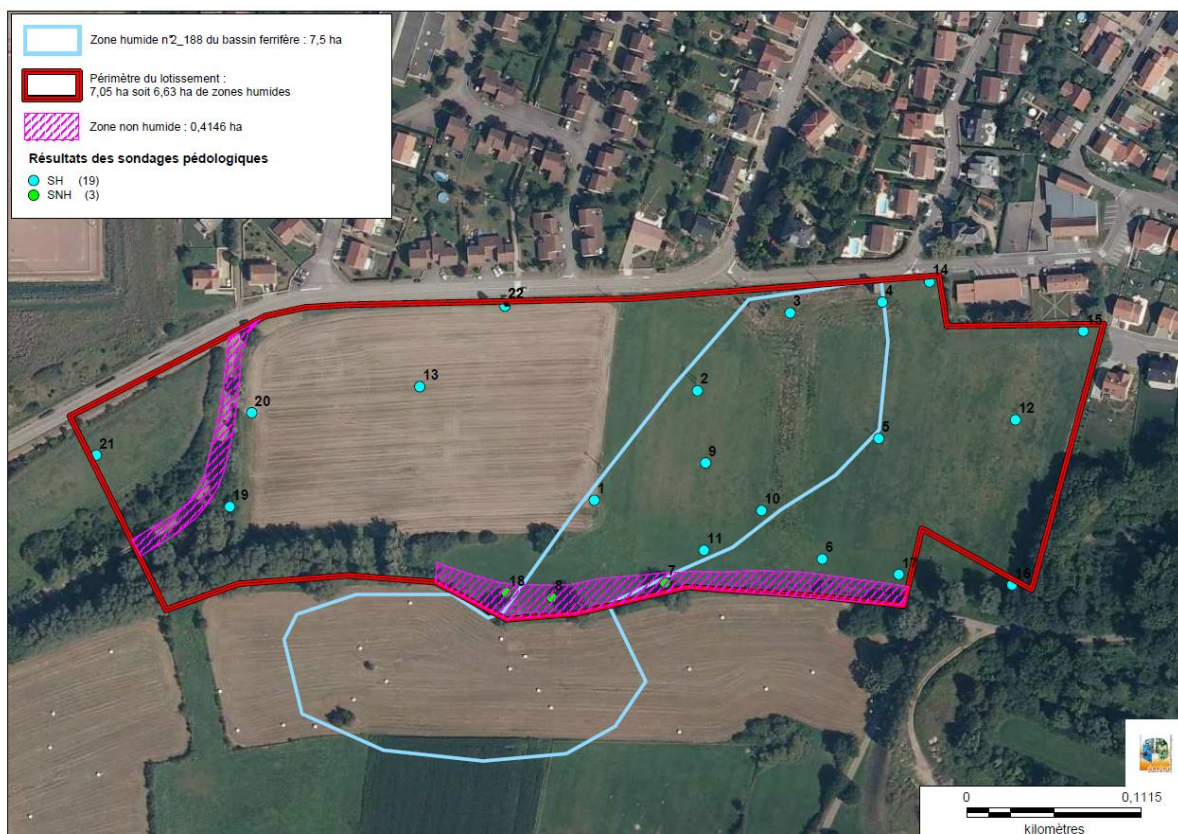 Zone humide n°2_188 du bassin ferrifère : 7,5 ha
Périmètre du lotissement :
7,05 ha soit 6,63 ha de zones humides
Zone non humide : 0,4146 ha
Résultats des sondages pédologiques
SH (19)
SNH (3)
14
22
3
4
15
13
2
20
12
21
5
9
19
1
10
11
6
17
18
8
7
16
0 0,1115
kilomètres